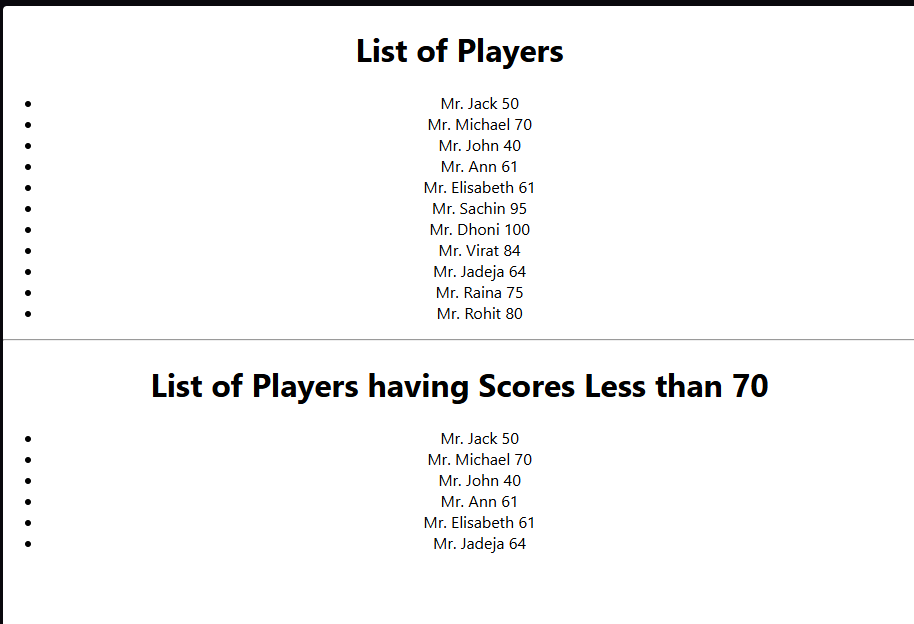 List of Players
Mr. Jack 50
Mr. Michael 70
Mr. John 40
Mr. Ann 61
Mr. Elisabeth 61
Mr. Sachin 95
Mr. Dhoni 100
Mr. Virat 84
Mr. Jadeja 64
Mr. Raina 75
Mr. Rohit 80
List of Players having Scores Less than 70
Mr. Jack 50
Mr. Michael 70
Mr. John 40
Mr. Ann 61
Mr. Elisabeth 61
Mr. Jadeja 64